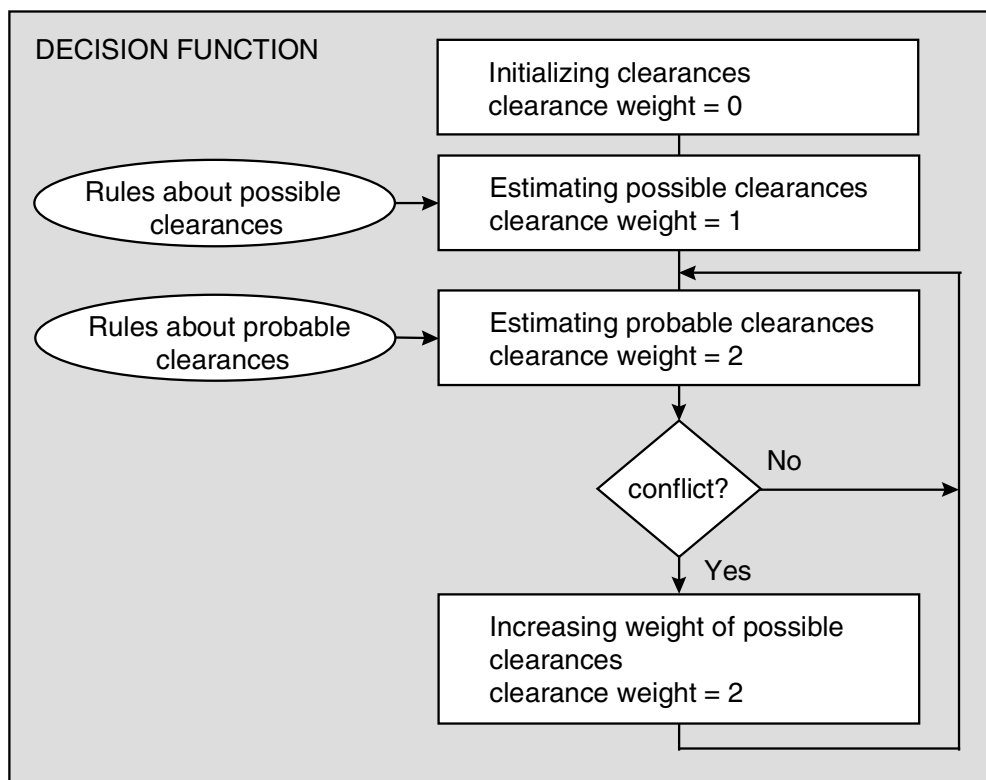 DECISION FUNCTION
Initializing clearances
clearance weight = 0
Rules about possible
clearances
Estimating possible clearances
clearance weight = 1
Rules about probable
clearances
Estimating probable clearances
clearance weight = 2
conflict?
No
Yes
Increasing weight of possible
clearances
clearance weight = 2